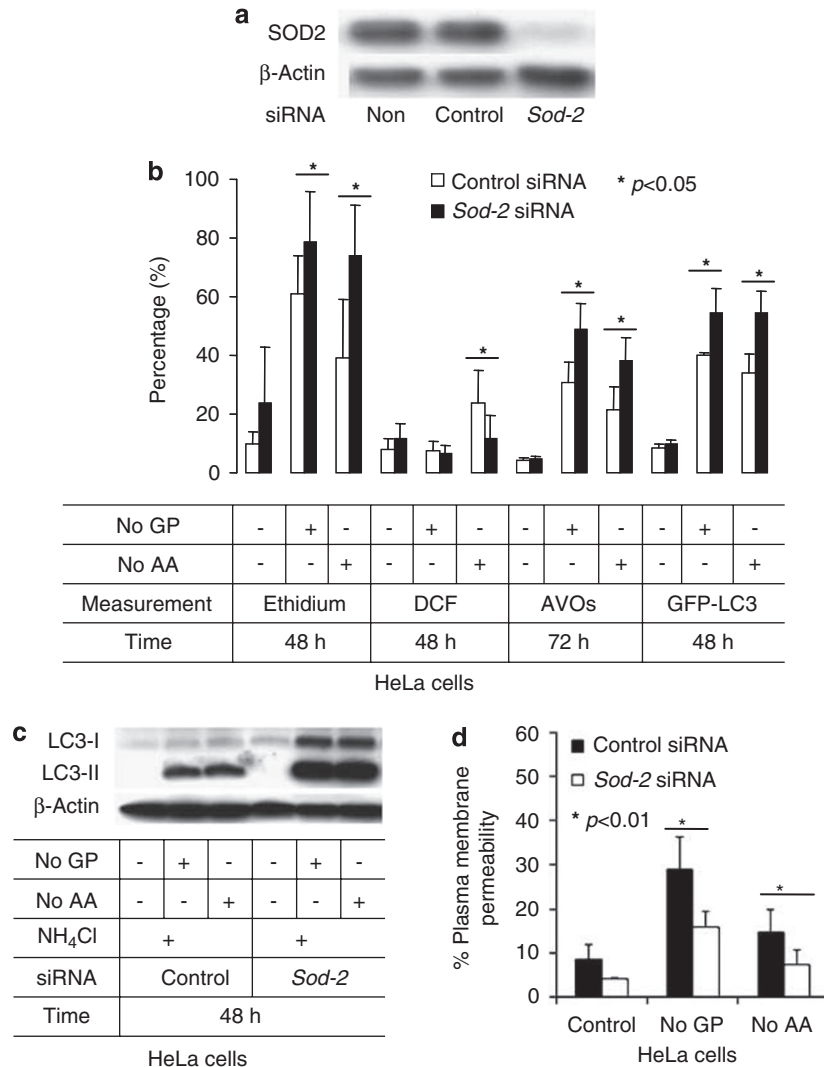 a
SOD2
β-Actin
siRNA Non Control Sod-2
b
Percentage (%)
100
80
60
40
20
0
* * * * * * *
Control siRNA
Sod-2 siRNA
* p<0.05
No GP - + - - + - - + - - + -
No AA - - + - - + - - + - - +
Measurement Ethidium DCF AVOs GFP-LC3
Time 48 h 48 h 72 h 48 h
HeLa cells
c
LC3-I
LC3-II
β-Actin
No GP - + - - + -
No AA - - + - - +
NH4Cl + +
siRNA Control Sod-2
Time 48 h
HeLa cells
d
% Plasma membrane
permeability
60
50
40
30
20
10
0
Control siRNA
Sod-2 siRNA
* p<0.01
* *
Control No GP No AA
HeLa cells